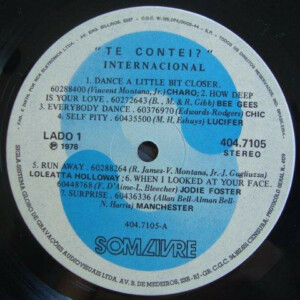 "TE CONTEI?"
INTERNACIONAL
1. DANCE A LITTLE BIT CLOSER.
60288400 (Vincent Montana, Jr.) CHARO; 2. HOW DEEP
IS YOUR LOVE . 60272643 (B., M. & R. Gibb) BEE GEES
3. EVERYBODY DANCE . 60376970 (Edwards-Rodgers) CHIC
4. SELF PITY . 60435500 (M. H. Eshuys) LUCIFER
LADO 1
℗ 1978
404.7105
STEREO
5. RUN AWAY . 60288264 (R. James-F. Montana, Jr. J. Gugliuzza)
LOLEATTA HOLLOWAY ; 6. WHEN I LOOKED AT YOUR FACE.
60448768 (F. D'Aime-L. Bleecher) JODIE FOSTER
7. SURPRISE . 60436336 (Allan Bell-Alman Bell-
N. Harris) MANCHESTER
404.7105-A
SOM LIVRE